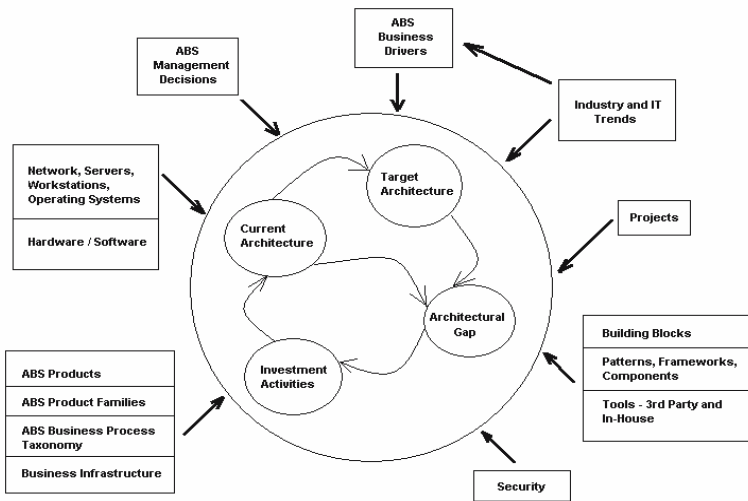 ABS
Management
Decisions
ABS
Business
Drivers
Industry and IT
Trends
Network, Servers,
Workstations,
Operating Systems
Hardware / Software
Target
Architecture
Current
Architecture
Projects
Architectural
Gap
Investment
Activities
Building Blocks
Patterns, Frameworks,
Components
Tools - 3rd Party and
In-House
ABS Products
ABS Product Families
ABS Business Process
Taxonomy
Business Infrastructure
Security